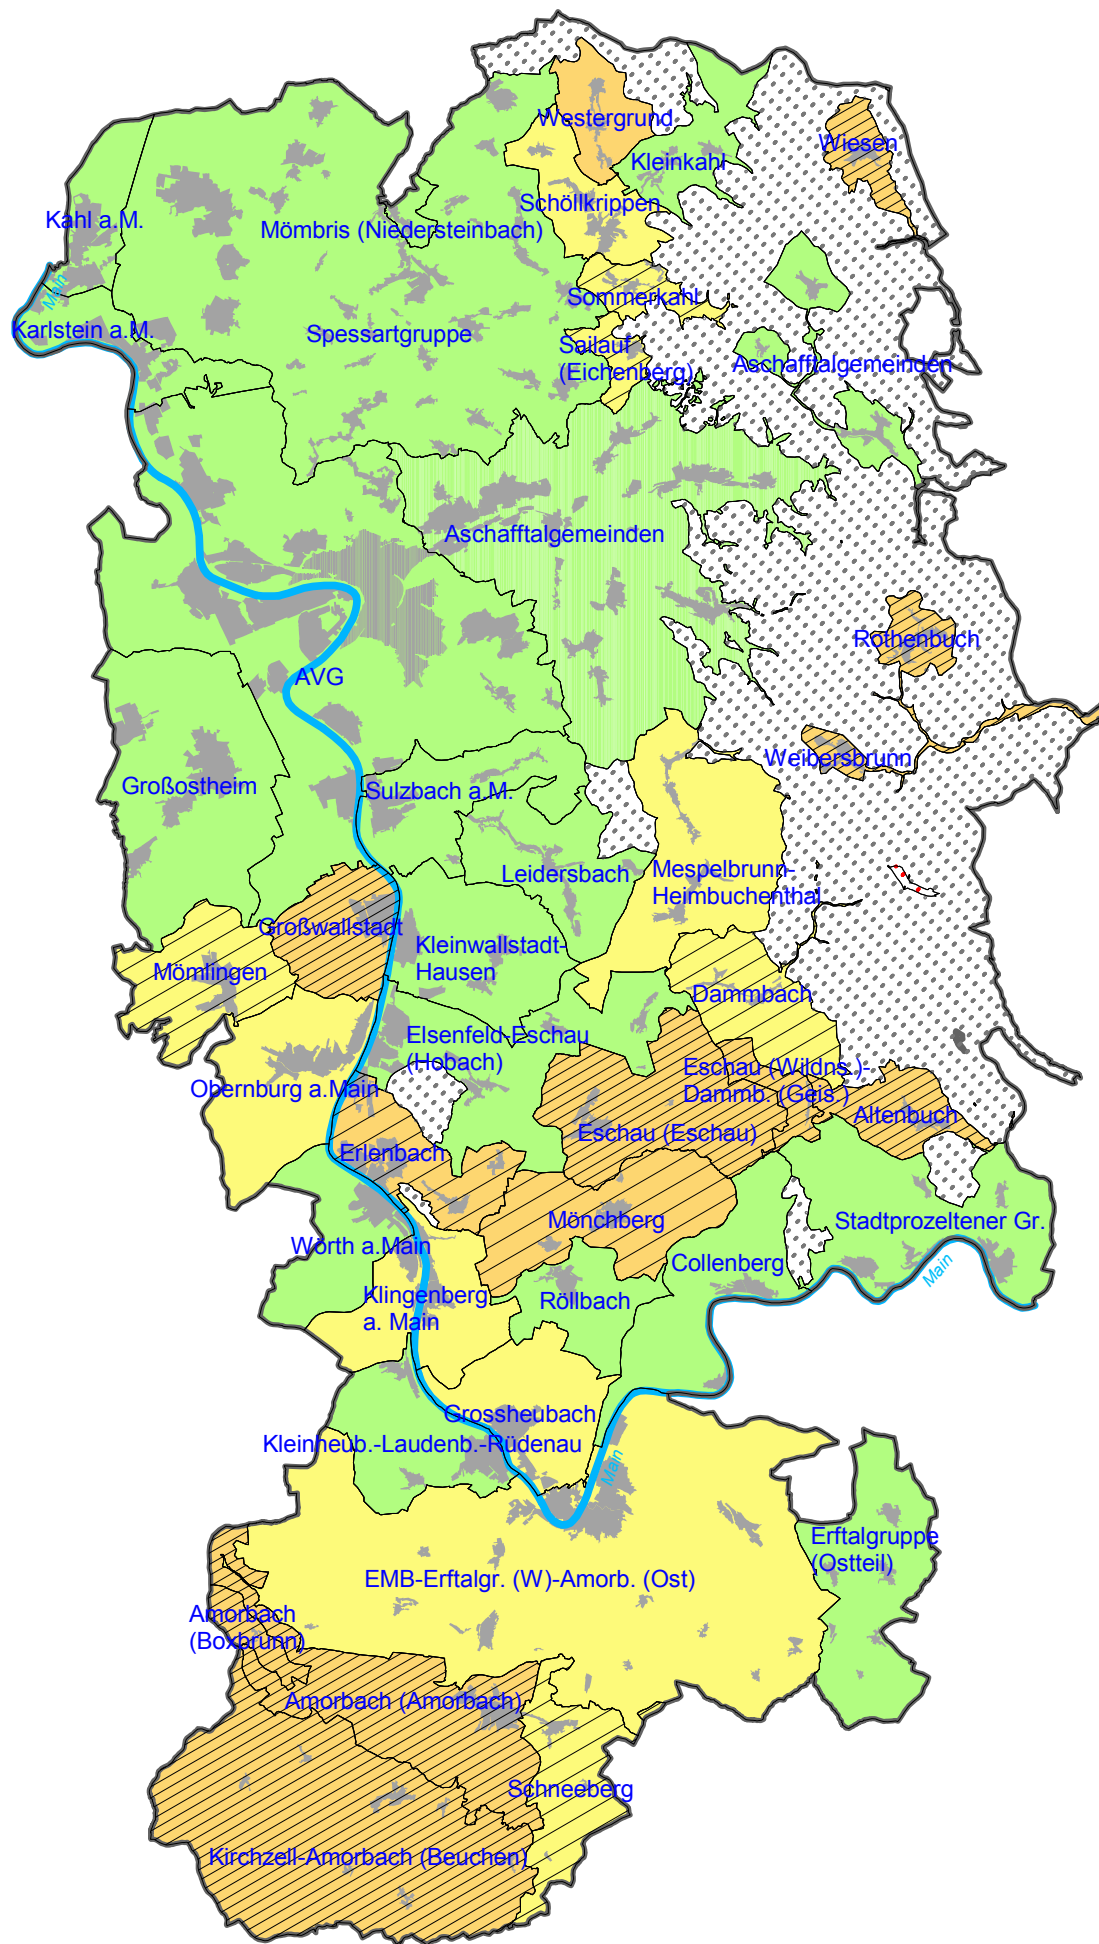 Westergrund
Wiesen
Kleinkahl
Schöllkrippen
Kahl a.M.
Mömbris (Niedersteinbach)
Main
Sommerkahl
Karlstein a.M.
Spessartgruppe
Sailauf
(Eichenberg)
Aschafftalgemeinden
Aschafftalgemeinden
Rothenbuch
AVG
Weibersbrunn
Großostheim
Sulzbach a.M.
Leidersbach
Mespelbrunn-
Heimbuchenthal
Großwallstadt
Kleinwallstadt-
Hausen
Mömlingen
Dammbach
Elsenfeld-Eschau
(Hobach)
Eschau (Wildns.)-
Dammb. (Geis.)
Obernburg a.Main
Altenbuch
Eschau (Eschau)
Erlenbach
Mönchberg
Stadtprozeltener Gr.
Wörth a.Main
Collenberg
Main
Klingenberg
a. Main
Röllbach
Grossheubach
Kleinheub.-Laudenb.-Rüdenau
Main
Erftalgruppe
(Ostteil)
EMB-Erftalgr. (W)-Amorb. (Ost)
Amorbach
(Boxbrunn)
Amorbach (Amorbach)
Schneeberg
Kirchzell-Amorbach (Beuchen)